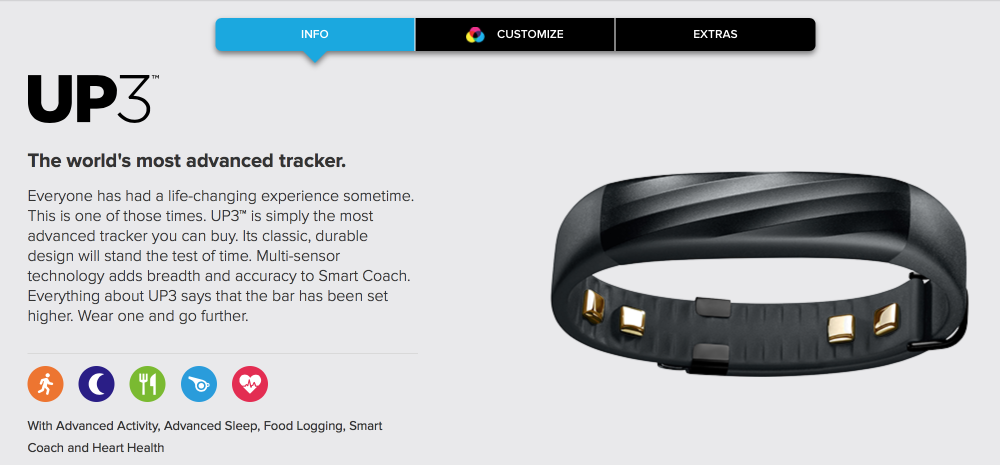 INFO
CUSTOMIZE
EXTRAS
UP3™
The world's most advanced tracker.
Everyone has had a life-changing experience sometime.
This is one of those times. UP3™ is simply the most
advanced tracker you can buy. Its classic, durable
design will stand the test of time. Multi-sensor
technology adds breadth and accuracy to Smart Coach.
Everything about UP3 says that the bar has been set
higher. Wear one and go further.
With Advanced Activity, Advanced Sleep, Food Logging, Smart
Coach and Heart Health